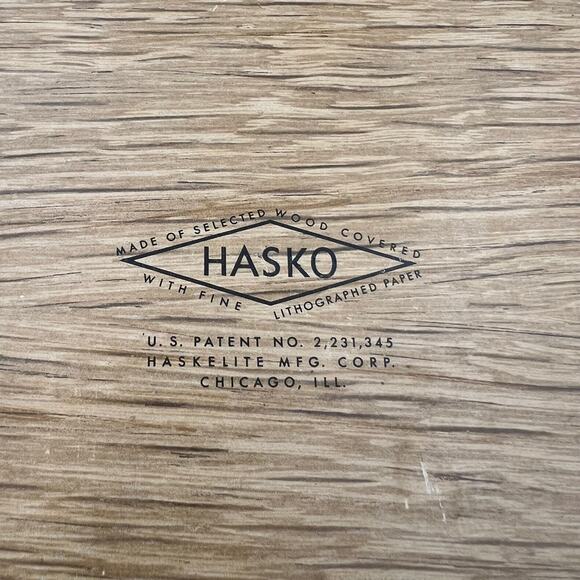 MADE OF SELECTED WOOD COVERED
HASKO
WITH FINE LITHOGRAPHED PAPER
U.S. PATENT NO. 2,231,345
HASKELITE MFG. CORP.
CHICAGO, ILL.